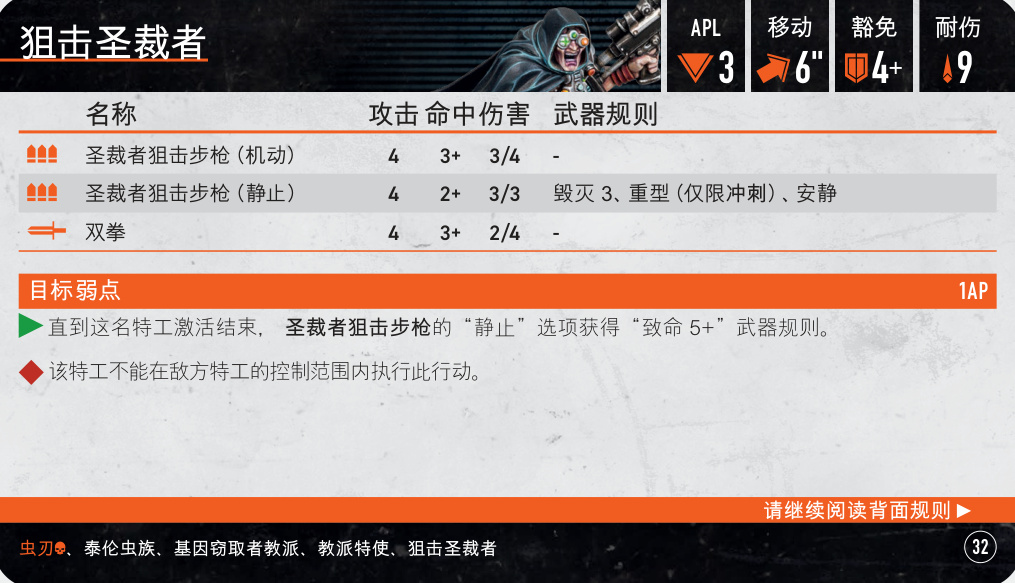 狙击圣裁者
APL 移动 豁免 耐伤
3 6" 4+ 9
名称 攻击 命中 伤害 武器规则
圣裁者狙击步枪（机动） 4 3+ 3/4 -
圣裁者狙击步枪（静止） 4 2+ 3/3 毁灭 3、重型（仅限冲刺）、安静
双拳 4 3+ 2/4 -
目标弱点 1AP
直到这名特工激活结束， 圣裁者狙击步枪的“静止”选项获得“致命 5+”武器规则。
该特工不能在敌方特工的控制范围内执行此行动。
请继续阅读背面规则
虫刃、泰伦虫族、基因窃取者教派、教派特使、狙击圣裁者
32